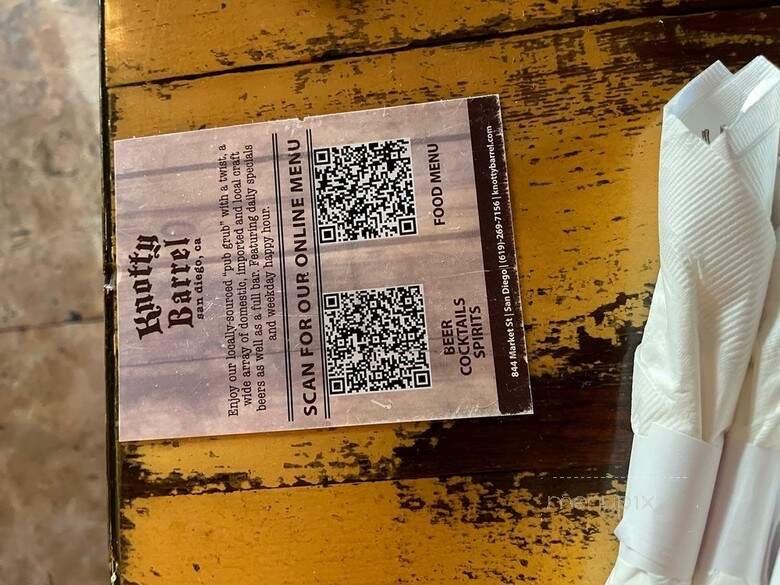 Knotty
Barrel
san diego, ca
Enjoy our locally-sourced "pub grub" with a twist, a
wide array of domestic, imported and local craft
beers as well as a full bar. Featuring daily specials
and weekday happy hour.
SCAN FOR OUR ONLINE MENU
BEER
COCKTAILS
SPIRITS
FOOD MENU
844 Market St | San Diego | (619)-269-7156 | knottybarrel.com
menupix